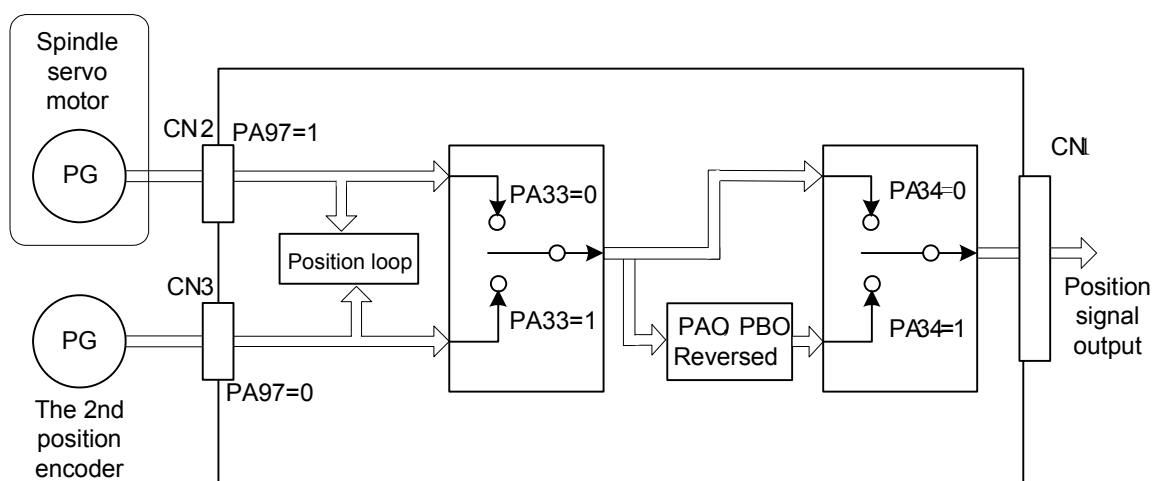 Spindle
servo
motor
PG
CN2
PA97=1
Position loop
CN3
PA97=0
PG
The 2nd
position
encoder
PA33=0
PA33=1
PAO, PBO
Reversed
PA34=0
PA34=1
CN1
Position
signal
output